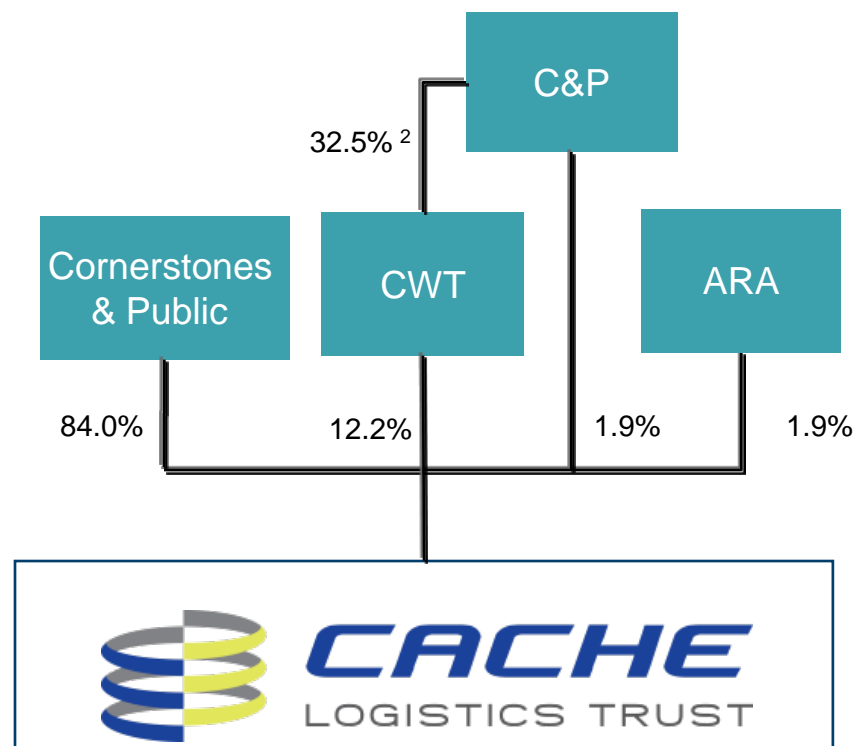 C&P
32.5% 2
Cornerstones
& Public
CWT
ARA
84.0%
12.2%
1.9%
1.9%
CACHE
LOGISTICS TRUST